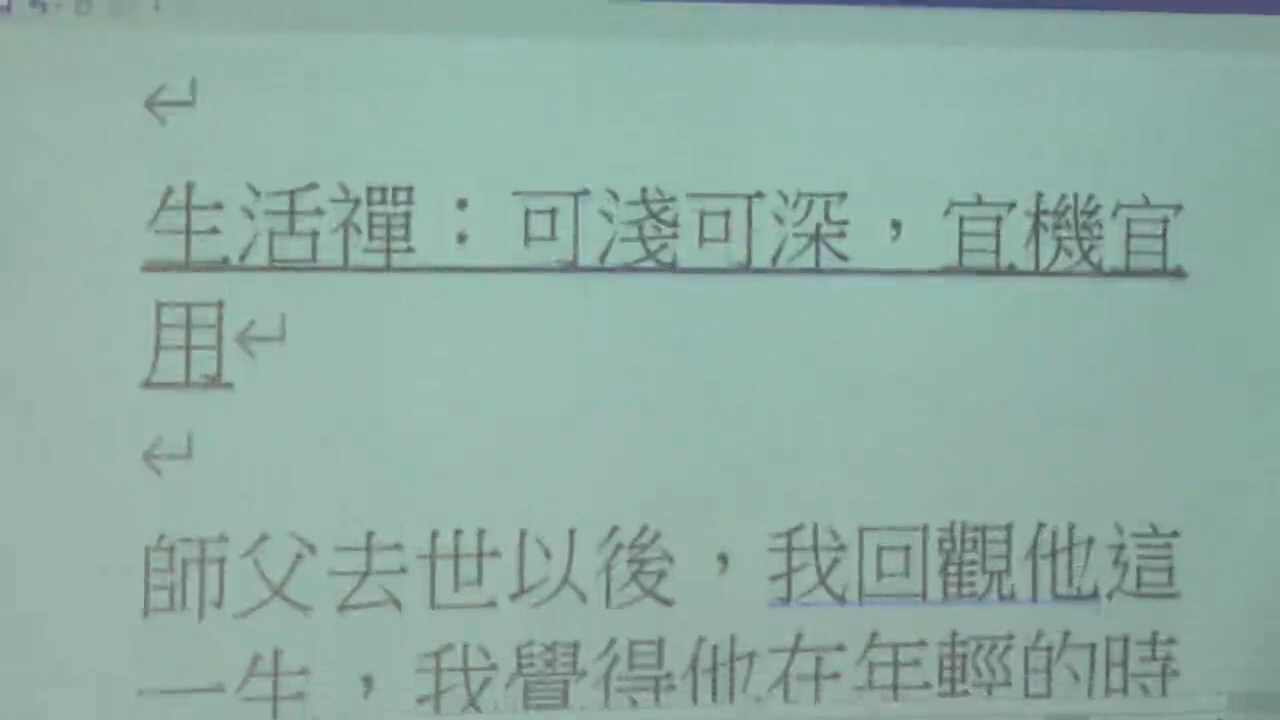 生活禪：可淺可深，宜機宜
用
師父去世以後，我回觀他這
一生，我覺得他在年輕的時